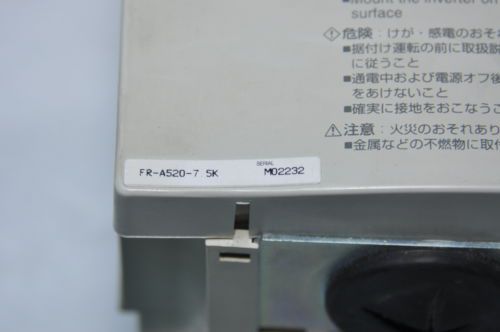 Mount the inverter on
surface
⚠危険：けが・感電のおそれ
■据付け運転の前に取扱説
に従うこと
■通電中および電源オフ後
をあけないこと
■確実に接地をおこなうこ
⚠注意：火災のおそれあり
■金属などの不燃物に取付
FR-A520-7.5K SERIAL M02232